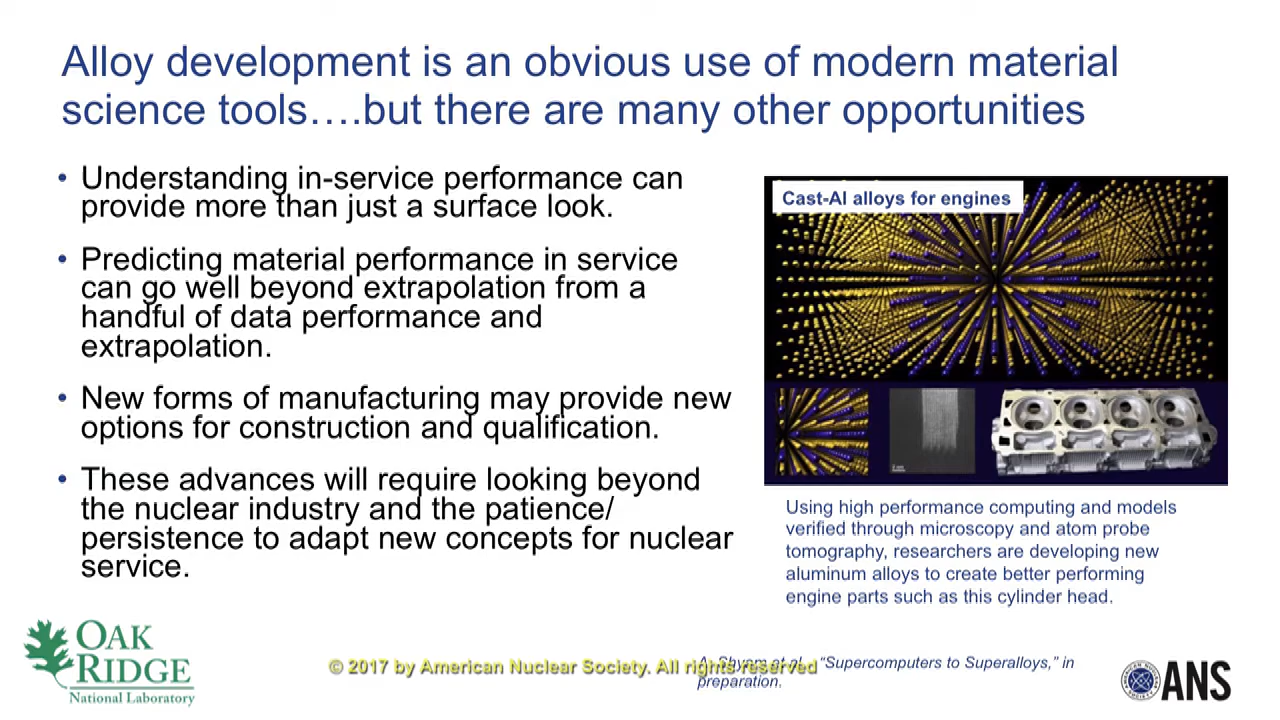 Alloy development is an obvious use of modern material
science tools….but there are many other opportunities
• Understanding in-service performance can
provide more than just a surface look.
• Predicting material performance in service
can go well beyond extrapolation from a
handful of data performance and
extrapolation.
• New forms of manufacturing may provide new
options for construction and qualification.
• These advances will require looking beyond
the nuclear industry and the patience/
persistence to adapt new concepts for nuclear
service.
Cast-Al alloys for engines
Using high performance computing and models
verified through microscopy and atom probe
tomography, researchers are developing new
aluminum alloys to create better performing
engine parts such as this cylinder head.
OAK
RIDGE
National Laboratory
© 2017 by American Nuclear Society. All rights reserved
A. et al., “Supercomputers to Superalloys,” in
preparation.
ANS